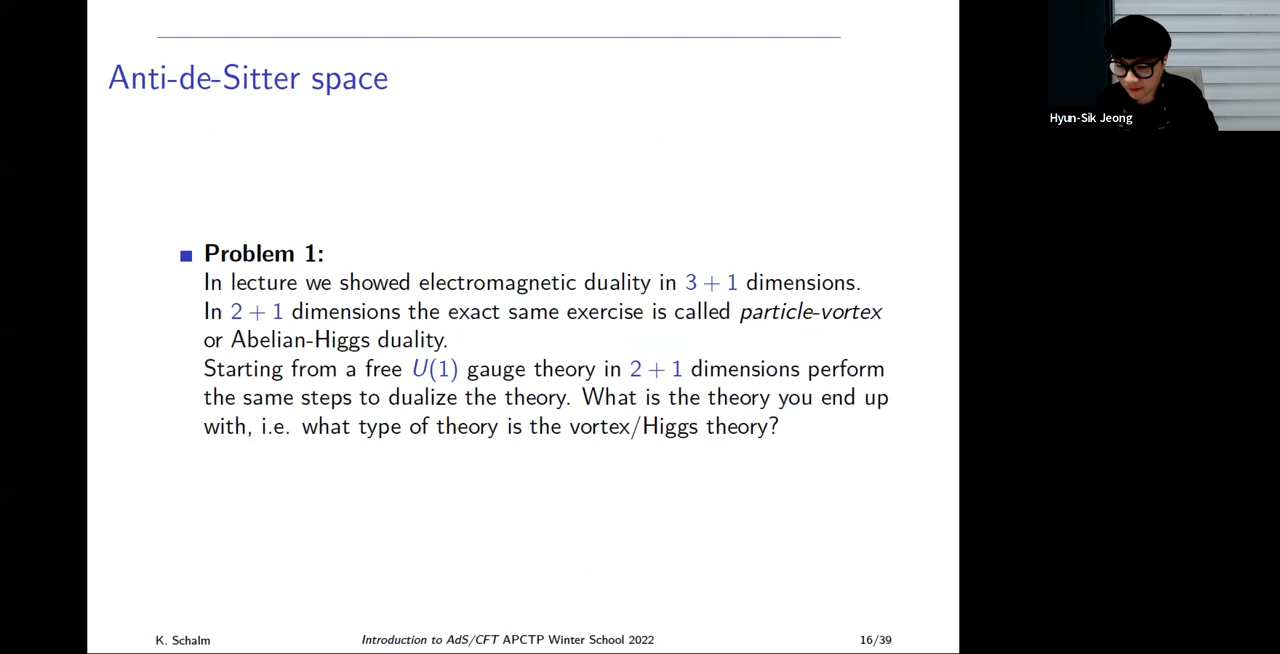 Anti-de-Sitter space
Hyun-Sik Jeong
Problem 1:
In lecture we showed electromagnetic duality in 3 + 1 dimensions.
In 2 + 1 dimensions the exact same exercise is called particle-vortex
or Abelian-Higgs duality.
Starting from a free U(1) gauge theory in 2 + 1 dimensions perform
the same steps to dualize the theory. What is the theory you end up
with, i.e. what type of theory is the vortex/Higgs theory?
K. Schalm
Introduction to AdS/CFT APCTP Winter School 2022
16/39